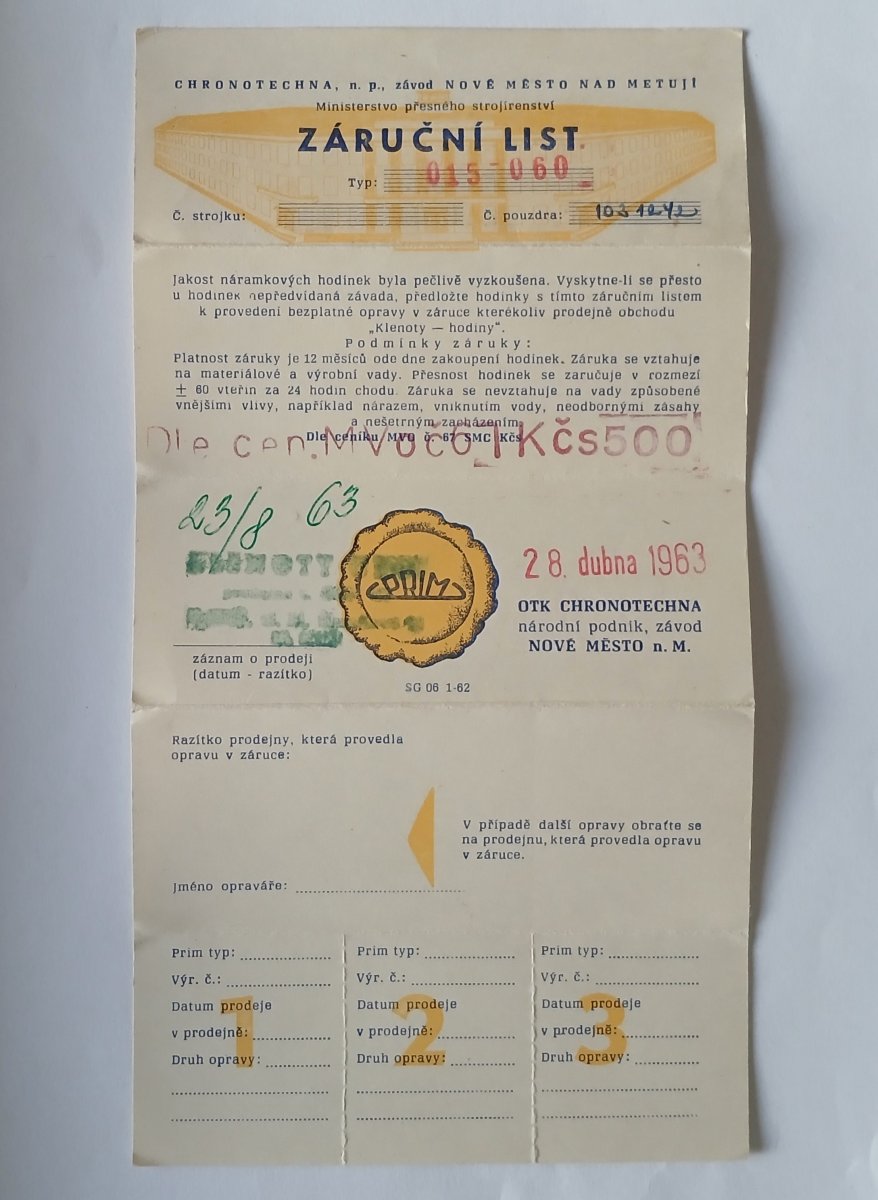 CHRONOTECHNA, n. p., závod NOVÉ MĚSTO NAD METUJÍ
Ministerstvo přesného strojírenství
ZÁRUČNÍ LIST.
Typ: 015-060
Č. strojku: Č. pouzdra: 1031242
Jakost náramkových hodinek byla pečlivě vyzkoušena. Vyskytne-li se přesto
u hodinek nepředvídaná závada, předložte hodinky s tímto záručním listem
k provedení bezplatné opravy v záruce kterékoliv prodejně obchodu
„Klenoty — hodiny".
Podmínky záruky:
Platnost záruky je 12 měsíců ode dne zakoupení hodinek. Záruka se vztahuje
na materiálové a výrobní vady. Přesnost hodinek se zaručuje v rozmezí
± 60 vteřin za 24 hodin chodu. Záruka se nevztahuje na vady způsobené
vnějšími vlivy, například nárazem, vniknutím vody, neodbornými zásahy
a nešetrným zacházením.
Dle ceníku MVO č. 67 SMC Kčs
Dle cen. MVO č 67 Kčs 500
23/8 63
KLENOTY
28. dubna 1963
PRIM
OTK CHRONOTECHNA
národní podnik, závod
NOVÉ MĚSTO n. M.
záznam o prodeji
(datum - razítko)
SG 06 1-62
Razítko prodejny, která provedla
opravu v záruce:
V případě další opravy obraťte se
na prodejnu, která provedla opravu
v záruce.
Jméno opraváře:
Prim typ: Prim typ: Prim typ:
Výr. č.: Výr. č.: Výr. č.:
Datum prodeje Datum prodeje Datum prodeje
1 2 3
v prodejně: v prodejně: v prodejně:
Druh opravy: Druh opravy: Druh opravy: